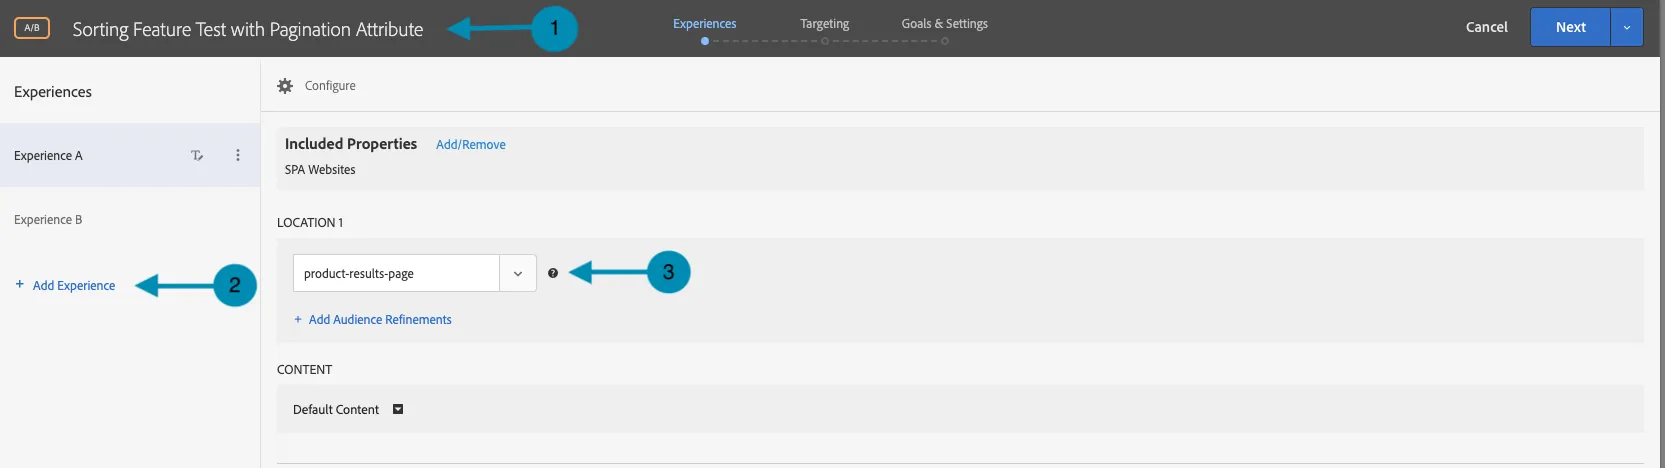 A/B Sorting Feature Test with Pagination Attribute 1 Experiences Targeting Goals & Settings Cancel Next
Experiences
Configure
Included Properties Add/Remove
Experience A
SPA Websites
Experience B
LOCATION 1
product-results-page 3
+ Add Experience 2
+ Add Audience Refinements
CONTENT
Default Content